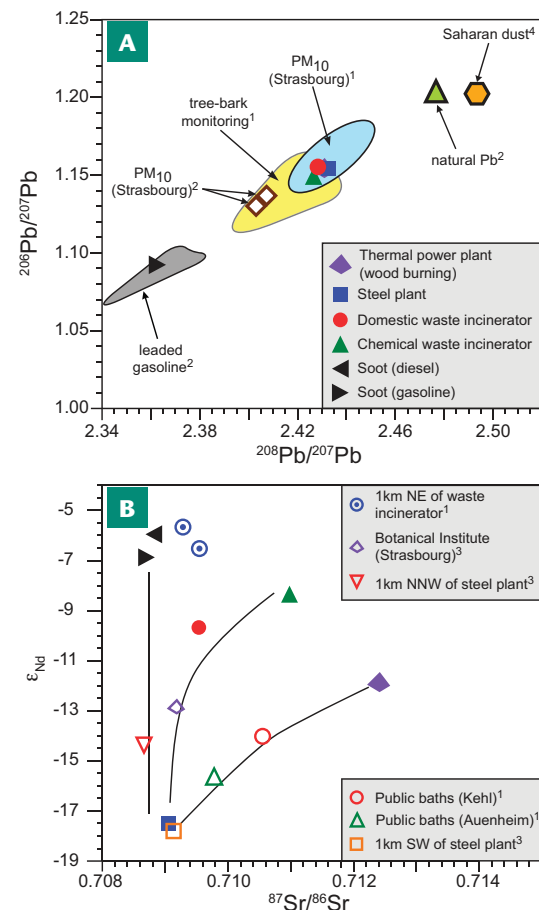 A
1.25
1.20
1.15
1.10
1.05
1.00
²⁰⁶Pb/²⁰⁷Pb
Saharan dust⁴
PM₁₀
(Strasbourg)¹
tree-bark
monitoring¹
natural Pb²
PM₁₀
(Strasbourg)²
leaded
gasoline²
Thermal power plant
(wood burning)
Steel plant
Domestic waste incinerator
Chemical waste incinerator
Soot (diesel)
Soot (gasoline)
2.34 2.38 2.42 2.46 2.50
²⁰⁸Pb/²⁰⁷Pb
B
-5
-7
-9
-11
-13
-15
-17
-19
εNd
1km NE of waste
incinerator¹
Botanical Institute
(Strasbourg)³
1km NNW of steel plant³
Public baths (Kehl)¹
Public baths (Auenheim)¹
1km SW of steel plant³
0.708 0.710 0.712 0.714
⁸⁷Sr/⁸⁶Sr